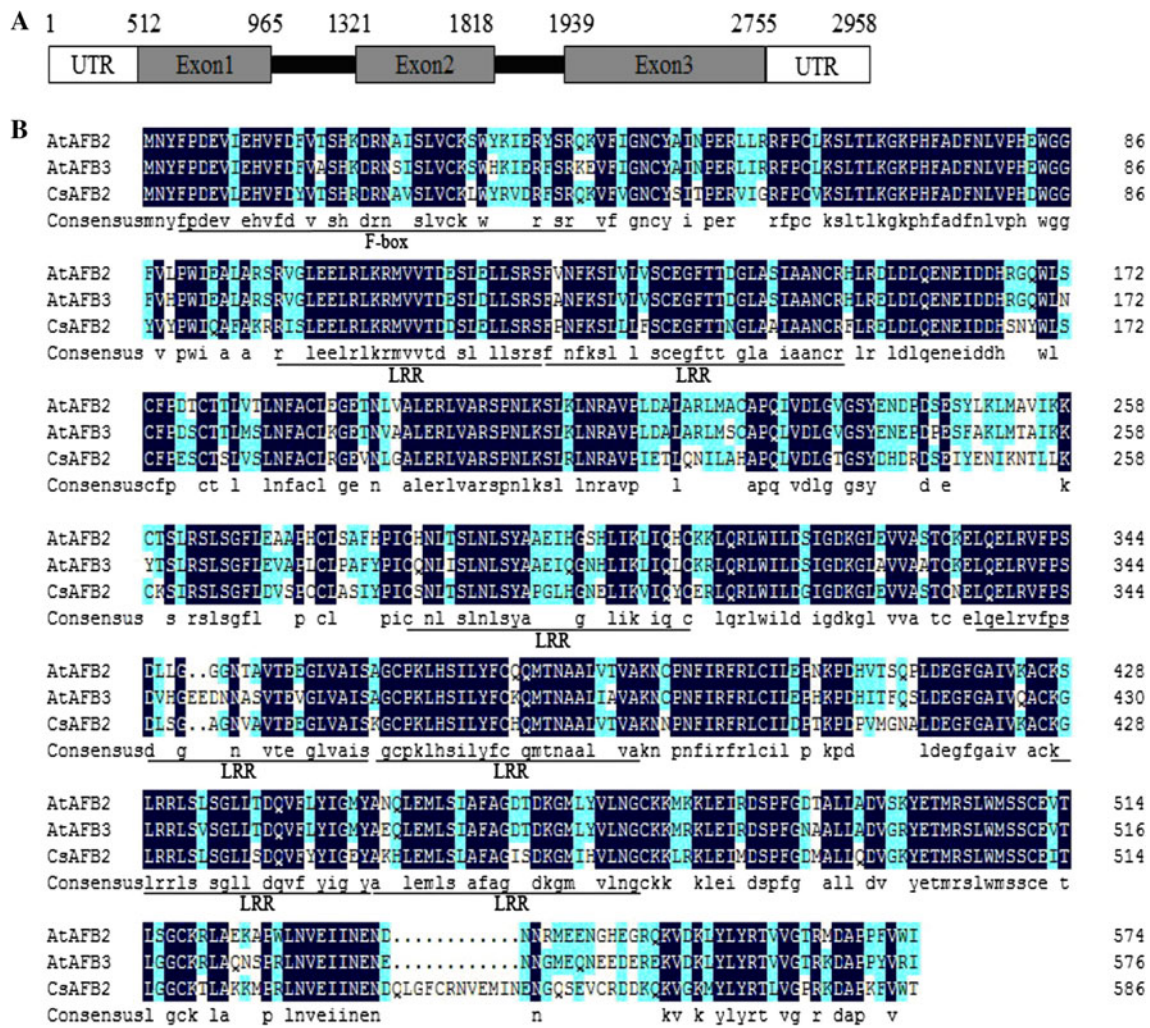 A
1 512 965 1321 1818 1939 2755 2958
UTR Exon1 Exon2 Exon3 UTR
B
AtAFB2 MNYFPDEVIEHVFDFVTSHKDRNAISLVCKSWYKIERYSRQKVFIGNCYAINPERLLRRFPCLKSLTLKGKPHFADFNLVPHEWGG 86
AtAFB3 MNYFPDEVIEHVFDFVASHKDRNSISLVCKSWHKIERFSRKEVFIGNCYAINPERLIRRFPCLKSLTLKGKPHFADFNLVPHEWGG 86
CsAFB2 MNYFPDEVLEHVFDYVTSHRDRNAVSLVCKLWYRVDRFSRQKVFVGNCYSITPERVIGRFPCVKSLTLKGKPHFADFNLVPHDWGG 86
Consensus mnyfpdev ehvfd v sh drn slvck w r sr vf gncy i per rfpc ksltlkgkphfadfnlvph wgg
F-box
AtAFB2 FVLPWIEALARSRVGLEELRLKRMVVTDESLELLSRSFVNFKSLVLVSCEGFTTDGLASIAANCRHLRDLDLQENEIDDHRGQWLS 172
AtAFB3 FVHPWIEALARSRVGLEELRLKRMVVTDESLDLLSRSFANFKSLVLVSCEGFTTDGLASIAANCRHLRELDLQENEIDDHRGQWLN 172
CsAFB2 YVYPWIQAFAKRRISLEELRLKRMVVTDDSLELLSRSFPNFKSLLLFSCEGFTTNGLAAIAANCRFLRELDLQENEIDDHSNYWLS 172
Consensus v pwi a a r leelrlkrmvvtd sl llsrsf nfksl l scegftt gla iaancr lr ldlqeneiddh wl
LRR LRR
AtAFB2 CFPDTCTTLVTLNFACLEGETNLVALERLVARSPNLKSLKLNRAVPLDALARLMACAPQIVDLGVGSYENDPDSESYLKLMAVIKK 258
AtAFB3 CFPDSCTTLMSLNFACLKGETNVAALERLVARSPNLKSLKLNRAVPLDALARLMSCAPQLVDLGVGSYENEPDPESFAKLMTAIKK 258
CsAFB2 CFPESCTSLVSLNFACLRGEVNLGALERLVARSPNLKSLRLNRAVPIETLQNILAHAPQLVDLGTGSYDHDRDSEIYENIKNTLLK 258
Consensus cfp ct l lnfacl ge n alerlvarspnlksl lnravp l apq vdlg gsy d e k
AtAFB2 CTSLRSLSGFLEAAPHCLSAFHPICHNLTSLNLSYAAEIHGSHLIKLIQHCKKLQRLWILDSIGDKGLEVVASTCKELQELRVFPS 344
AtAFB3 YTSLRSLSGFLEVAPLCLPAFYPICQNLISLNLSYAAEIQGNHLIKLIQLCKRLQRLWILDSIGDKGLAVVAATCKELQELRVFPS 344
CsAFB2 CKSIRSLSGFLDVSPCCLASIYPICSNLTSLNLSYAPGLHGNELIKVIQYCERLQRLWILDGIGDKGLEVVASTCNELQELRVFPS 344
Consensus s rslsgfl p cl pic nl slnlsya g lik iq c lqrlwild igdkgl vva tc elqelrvfps
LRR
AtAFB2 DLLG..GGNTAVTEEGLVAISAGCPKLHSILYFCQQMTNAALVTVAKNCPNFIRFRLCILEPNKPDHVTSQPLDEGFGAIVKACKS 428
AtAFB3 DVHGEEDNNASVTEVGLVAISAGCPKLHSILYFCKQMTNAALIAVAKNCPNFIRFRLCILEPHKPDHITFQSLDEGFGAIVQACKG 430
CsAFB2 DLSG..AGNVAVTEEGLVAISKGCPKLHSILYFCHQMTNAALVTVAKNNPNFIRFRLCILDPTKPDPVMGNALDEGFGAIVKACKG 428
Consensus d g n vte glvais gcpklhsilyfc qmtnaal vakn pnfirfrlcil p kpd ldegfgaiv ack
LRR LRR
AtAFB2 LRRLSLSGLLTDQVFLYIGMYANQLEMLSIAFAGDTDKGMLYVLNGCKKMKKLEIRDSPFGDTALLADVSKYETMRSLWMSSCEVT 514
AtAFB3 LRRLSVSGLLTDQVFLYIGMYAEQLEMLSIAFAGDTDKGMLYVLNGCKKMRKLEIRDSPFGNAALLADVGRYETMRSLWMSSCEVT 516
CsAFB2 LRRLSLSGLLSDQVFYYIGEYAKHLEMLSLAFAGISDKGMIHVLNGCKKLRKLEIMDSPFGDMALLQDVGKYETMRSLWMSSCEIT 514
Consensus lrrls sgll dqvf yig ya lemls afag dkgm vlngckk kleid dspfg all dv yetmrslwmssce t
LRR LRR
AtAFB2 LSGCKRLAEKAPWLNVEIINEND............NNRMEENGHEGRQKVDKLYLYRTVVGTRMDAPPFVWI 574
AtAFB3 LGGCKRLAQNSPRLNVEIINENE............NNGMEQNEEDEREKVDKLYLYRTVVGTRKDAPPYVRI 576
CsAFB2 LGGCKTLAKKMPRLNVEIINENDQLGFCRNVEMINENGQSEVCRDDKQKVGKMYLYRTLVGPRKDAPKFVWT 586
Consensus l gck la p lnveiinen n kv k ylyrt vg r dap v